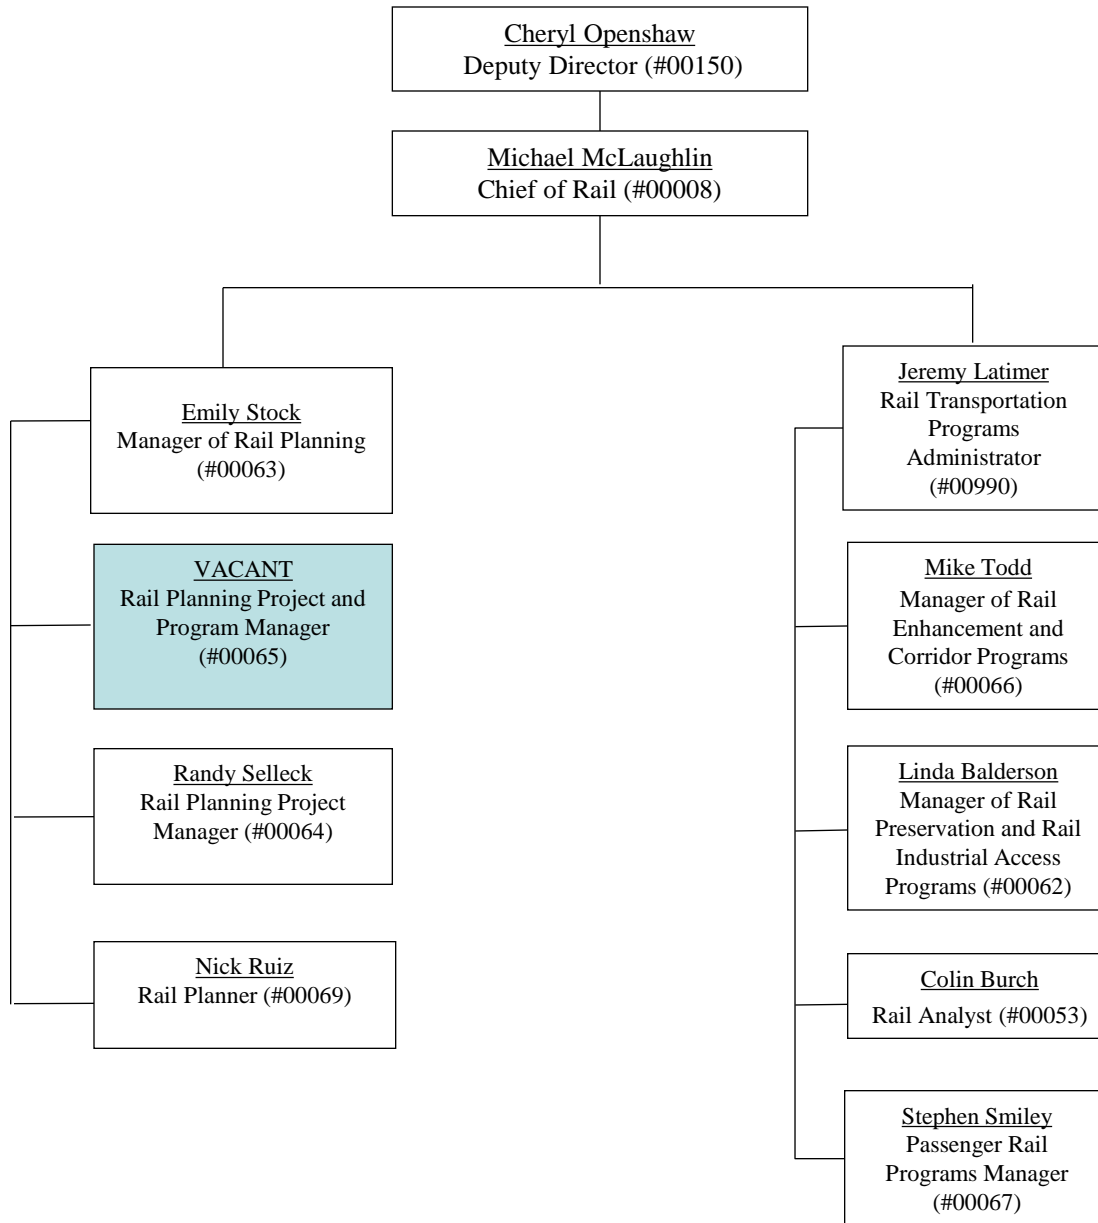 Cheryl Openshaw
Deputy Director (#00150)
Michael McLaughlin
Chief of Rail (#00008)
Emily Stock
Manager of Rail Planning
(#00063)
VACANT
Rail Planning Project and
Program Manager
(#00065)
Randy Selleck
Rail Planning Project
Manager (#00064)
Nick Ruiz
Rail Planner (#00069)
Jeremy Latimer
Rail Transportation
Programs
Administrator
(#00990)
Mike Todd
Manager of Rail
Enhancement and
Corridor Programs
(#00066)
Linda Balderson
Manager of Rail
Preservation and Rail
Industrial Access
Programs (#00062)
Colin Burch
Rail Analyst (#00053)
Stephen Smiley
Passenger Rail
Programs Manager
(#00067)